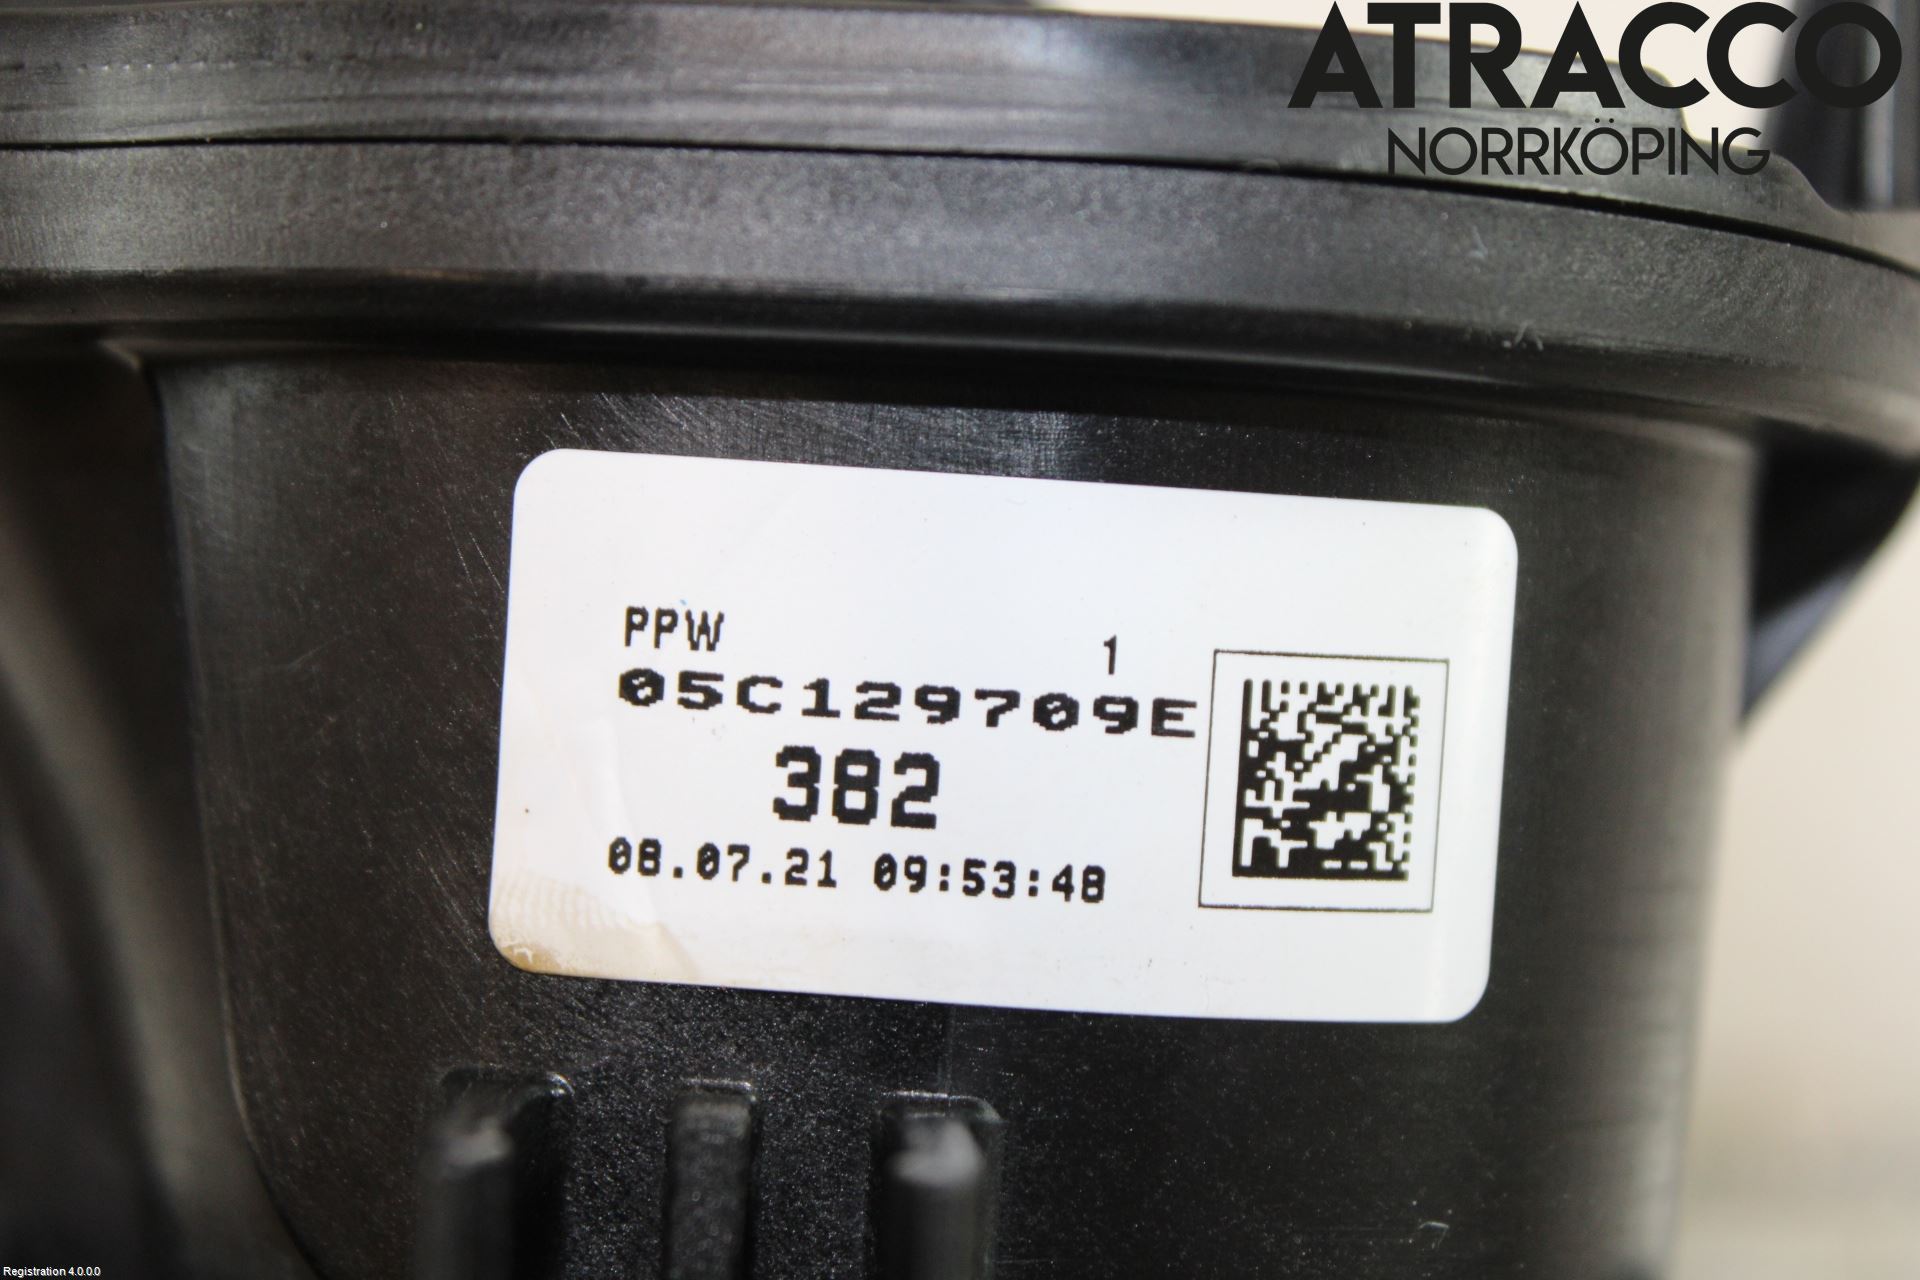 ATRACCO
NORRKÖPING
PPW 1
05C129709E
382
08.07.21 09:53:48
Registration 4.0.0.0